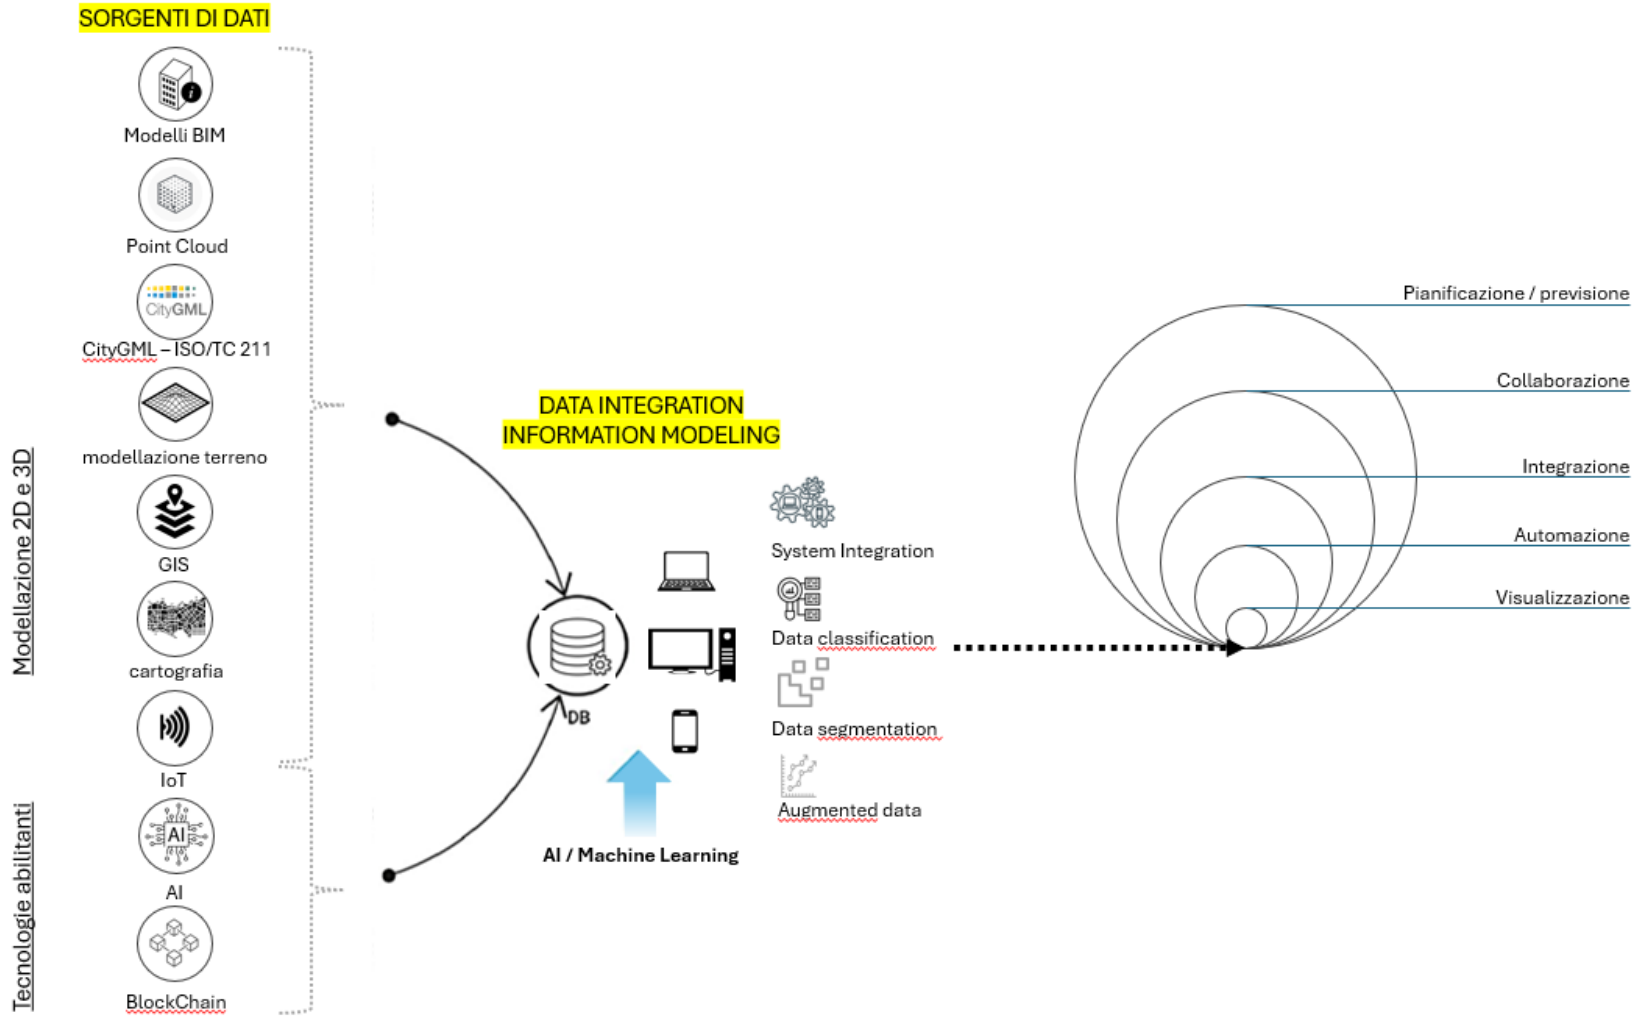 SORGENTI DI DATI
Modelli BIM
Point Cloud
CityGML
CityGML – ISO/TC 211
modellazione terreno
GIS
cartografia
IoT
AI
AI
BlockChain
Modellazione 2D e 3D
Tecnologie abilitanti
DATA INTEGRATION
INFORMATION MODELING
DB
AI / Machine Learning
System Integration
Data classification
Data segmentation
Augmented data
Pianificazione / previsione
Collaborazione
Integrazione
Automazione
Visualizzazione